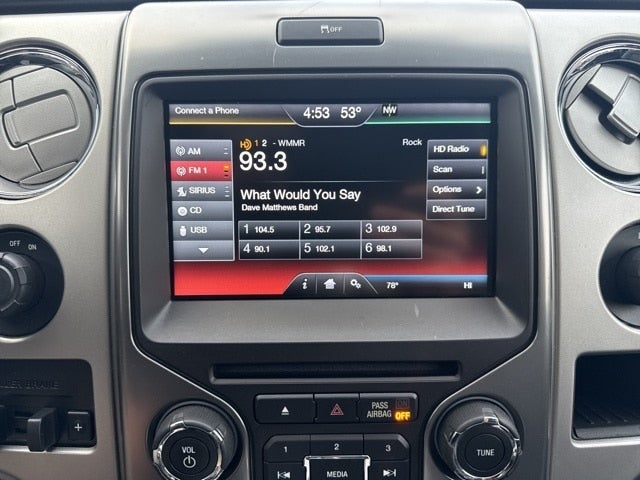 OFF
Connect a Phone
4:53 53° NW
AM
FM 1
SIRIUS
CD
USB
HD 1 2 - WMMR Rock
93.3
What Would You Say
Dave Matthews Band
1 104.5 2 95.7 3 102.9
4 90.1 5 102.1 6 98.1
HD Radio
Scan
Options
Direct Tune
i 78° HI
OFF ON
BRAKE
+
PASS AIRBAG ON
OFF
VOL
1 2 3
MEDIA
TUNE